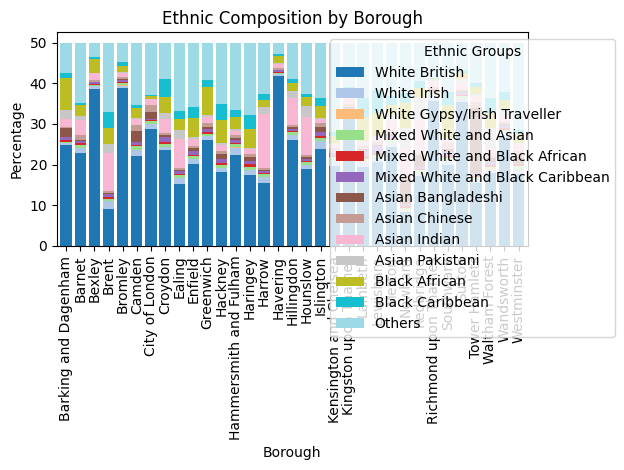 Ethnic Composition by Borough
Percentage
50
40
30
20
10
0
Ethnic Groups
White British
White Irish
White Gypsy/Irish Traveller
Mixed White and Asian
Mixed White and Black African
Mixed White and Black Caribbean
Asian Bangladeshi
Asian Chinese
Asian Indian
Asian Pakistani
Black African
Black Caribbean
Others
Barking and Dagenham
Barnet
Bexley
Brent
Bromley
Camden
City of London
Croydon
Ealing
Enfield
Greenwich
Hackney
Hammersmith and Fulham
Haringey
Harrow
Havering
Hillingdon
Hounslow
Islington
Kensington and Chelsea
Kingston upon Thames
Lambeth
Lewisham
Richmond upon Thames
Tower Hamlets
Waltham Forest
Wandsworth
Westminster
Borough